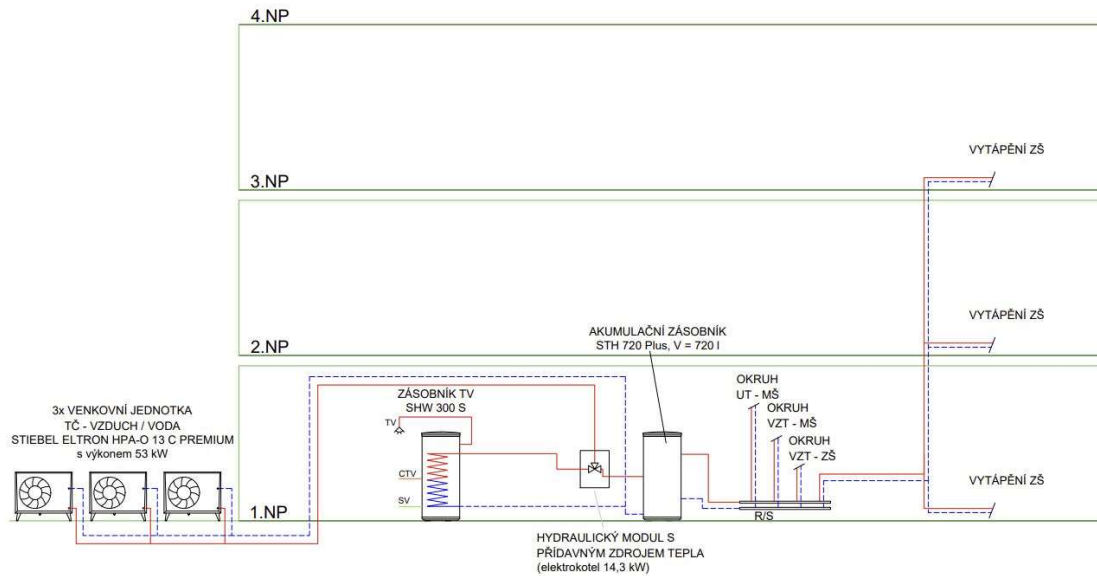 4.NP
VYTÁPĚNÍ ZŠ
3.NP
VYTÁPĚNÍ ZŠ
AKUMULAČNÍ ZÁSOBNÍK
STH 720 Plus, V = 720 l
2.NP
3x VENKOVNÍ JEDNOTKA
TČ - VZDUCH / VODA
STIEBEL ELTRON HPA-O 13 C PREMIUM
s výkonem 53 kW
ZÁSOBNÍK TV
SHW 300 S
TV
CTV
SV
OKRUH
UT - MŠ
OKRUH
VZT - MŠ
OKRUH
VZT - ZŠ
VYTÁPĚNÍ ZŠ
1.NP
R/S
HYDRAULICKÝ MODUL S
PŘÍDAVNÝM ZDROJEM TEPLA
(elektrokotel 14,3 kW)